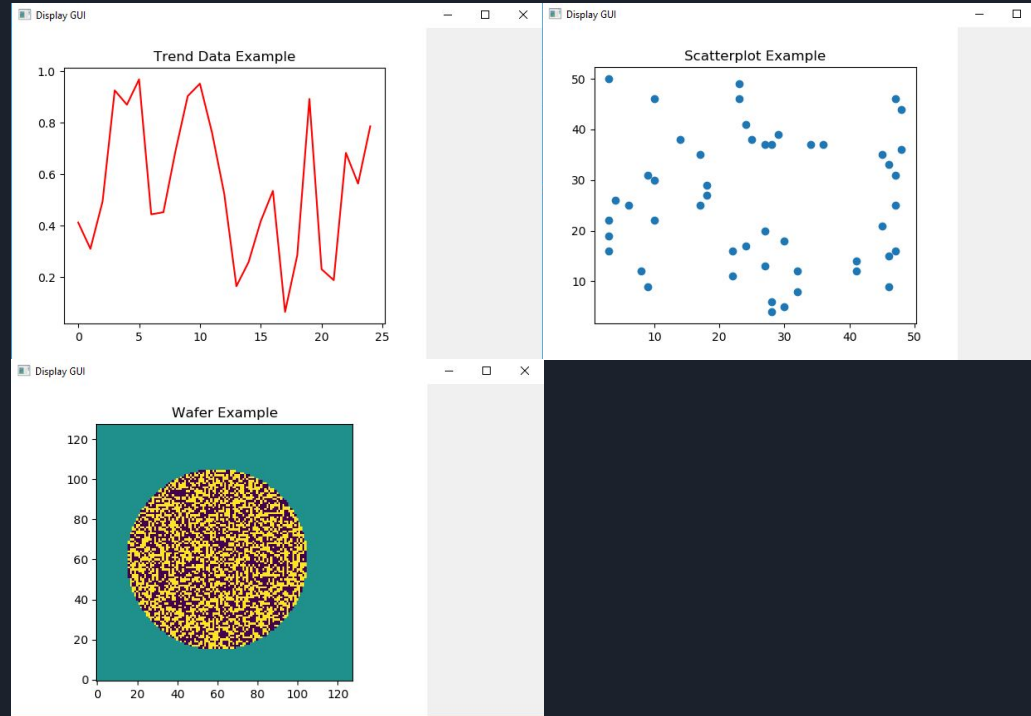 Display GUI
Trend Data Example
1.0
0.8
0.6
0.4
0.2
0 5 10 15 20 25
Display GUI
Scatterplot Example
50
40
30
20
10
10 20 30 40 50
Display GUI
Wafer Example
120
100
80
60
40
20
0
0 20 40 60 80 100 120